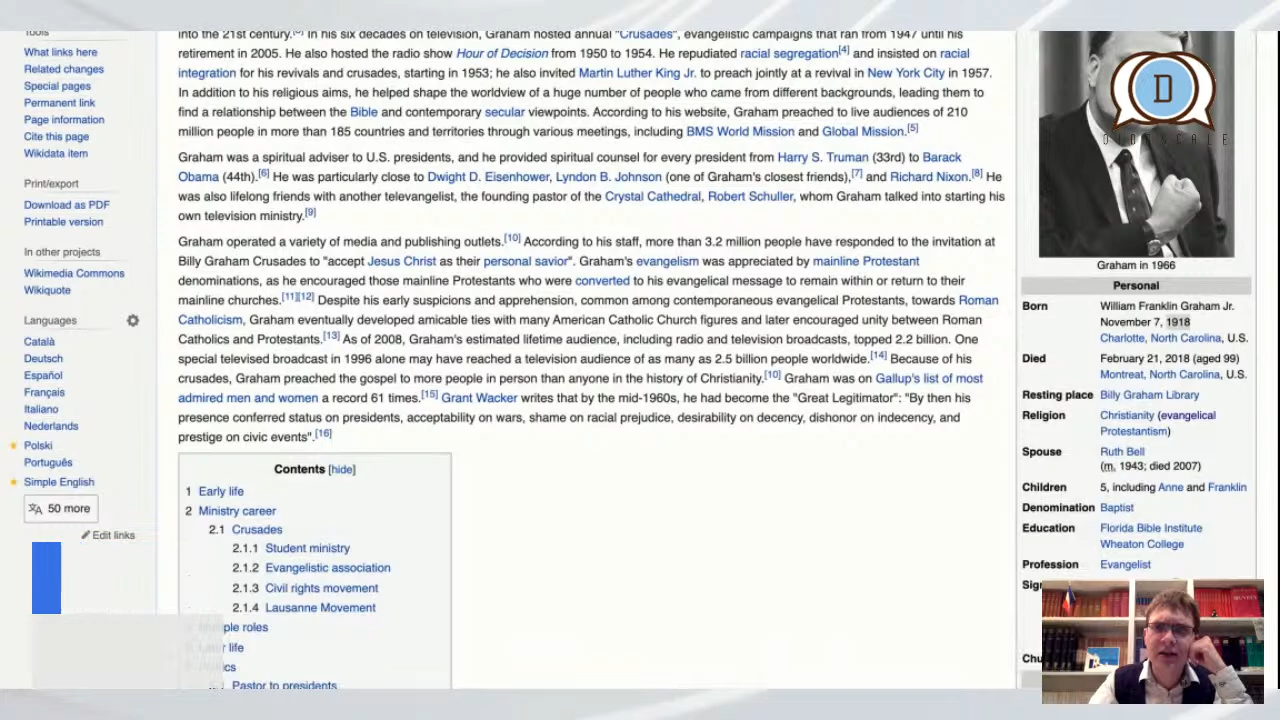 Tools
What links here
Related changes
Special pages
Permanent link
Page information
Cite this page
Wikidata item
Print/export
Download as PDF
Printable version
In other projects
Wikimedia Commons
Wikiquote
Languages
Català
Deutsch
Español
Français
Italiano
Nederlands
Polski
Português
Simple English
50 more
Edit links
into the 21st century. In his six decades on television, Graham hosted annual "Crusades", evangelistic campaigns that ran from 1947 until his
retirement in 2005. He also hosted the radio show Hour of Decision from 1950 to 1954. He repudiated racial segregation[4] and insisted on racial
integration for his revivals and crusades, starting in 1953; he also invited Martin Luther King Jr. to preach jointly at a revival in New York City in 1957.
In addition to his religious aims, he helped shape the worldview of a huge number of people who came from different backgrounds, leading them to
find a relationship between the Bible and contemporary secular viewpoints. According to his website, Graham preached to live audiences of 210
million people in more than 185 countries and territories through various meetings, including BMS World Mission and Global Mission.[5]
Graham was a spiritual adviser to U.S. presidents, and he provided spiritual counsel for every president from Harry S. Truman (33rd) to Barack
Obama (44th).[6] He was particularly close to Dwight D. Eisenhower, Lyndon B. Johnson (one of Graham's closest friends),[7] and Richard Nixon.[8] He
was also lifelong friends with another televangelist, the founding pastor of the Crystal Cathedral, Robert Schuller, whom Graham talked into starting his
own television ministry.[9]
Graham operated a variety of media and publishing outlets.[10] According to his staff, more than 3.2 million people have responded to the invitation at
Billy Graham Crusades to "accept Jesus Christ as their personal savior". Graham's evangelism was appreciated by mainline Protestant
denominations, as he encouraged those mainline Protestants who were converted to his evangelical message to remain within or return to their
mainline churches.[11][12] Despite his early suspicions and apprehension, common among contemporaneous evangelical Protestants, towards Roman
Catholicism, Graham eventually developed amicable ties with many American Catholic Church figures and later encouraged unity between Roman
Catholics and Protestants.[13] As of 2008, Graham's estimated lifetime audience, including radio and television broadcasts, topped 2.2 billion. One
special televised broadcast in 1996 alone may have reached a television audience of as many as 2.5 billion people worldwide.[14] Because of his
crusades, Graham preached the gospel to more people in person than anyone in the history of Christianity.[10] Graham was on Gallup's list of most
admired men and women a record 61 times.[15] Grant Wacker writes that by the mid-1960s, he had become the "Great Legitimator": "By then his
presence conferred status on presidents, acceptability on wars, shame on racial prejudice, desirability on decency, dishonor on indecency, and
prestige on civic events".[16]
Contents [hide]
1 Early life
2 Ministry career
2.1 Crusades
2.1.1 Student ministry
2.1.2 Evangelistic association
2.1.3 Civil rights movement
2.1.4 Lausanne Movement
roles
life
Pastor to presidents
D
Graham in 1966
Personal
Born William Franklin Graham Jr.
November 7, 1918
Charlotte, North Carolina, U.S.
Died February 21, 2018 (aged 99)
Montreat, North Carolina, U.S.
Resting place Billy Graham Library
Religion Christianity (evangelical
Protestantism)
Spouse Ruth Bell
(m. 1943; died 2007)
Children 5, including Anne and Franklin
Denomination Baptist
Education Florida Bible Institute
Wheaton College
Profession Evangelist